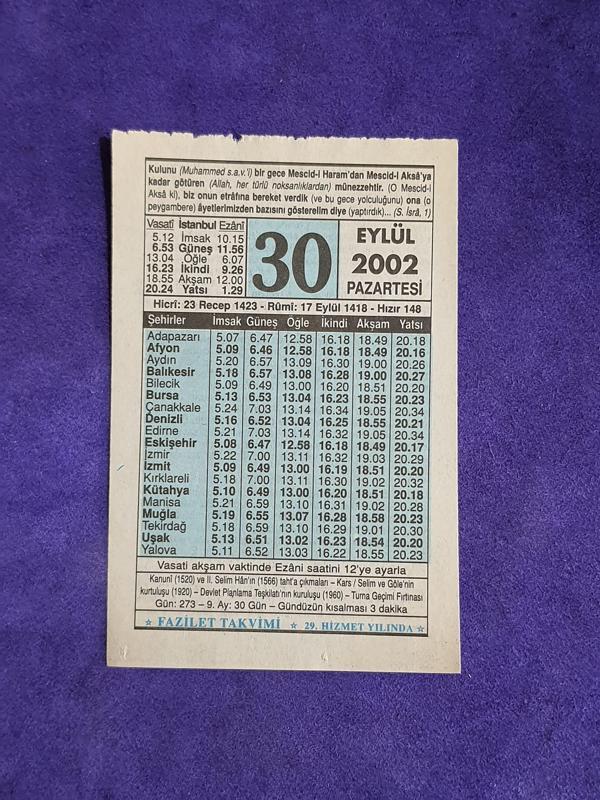 Kulunu (Muhammed s.a.v.'i) bir gece Mescid-i Haram'dan Mescid-i Aksâ'ya
kadar götüren (Allah, her türlü noksanlıklardan) münezzehtir. (O Mescid-i
Aksâ ki), biz onun etrafına bereket verdik (ve bu gece yolculuğunu) ona (o
peygambere) âyetlerimizden bazısını gösterelim diye (yaptırdık)... (S. İsrâ, 1)
Vasatî İstanbul Ezanî
5.12 İmsak 10.15
6.53 Güneş 11.56
13.04 Öğle 6.07
16.23 İkindi 9.26
18.55 Akşam 12.00
20.24 Yatsı 1.29
30
EYLÜL
2002
PAZARTESİ
Hicrî: 23 Recep 1423 - Rûmî: 17 Eylül 1418 - Hızır 148
Şehirler İmsak Güneş Öğle İkindi Akşam Yatsı
Adapazarı 5.07 6.47 12.58 16.18 18.49 20.18
Afyon 5.09 6.46 12.58 16.18 18.49 20.16
Aydın 5.20 6.57 13.09 16.30 19.00 20.26
Balıkesir 5.18 6.57 13.08 16.28 19.00 20.27
Bilecik 5.09 6.49 13.00 16.20 18.51 20.20
Bursa 5.13 6.53 13.04 16.23 18.55 20.23
Çanakkale 5.24 7.03 13.14 16.34 19.05 20.34
Denizli 5.16 6.52 13.04 16.25 18.55 20.21
Edirne 5.21 7.03 13.14 16.32 19.05 20.34
Eskişehir 5.08 6.47 12.58 16.18 18.49 20.17
İzmir 5.22 7.00 13.11 16.32 19.03 20.29
İzmit 5.09 6.49 13.00 16.19 18.51 20.20
Kırklareli 5.18 7.00 13.11 16.30 19.02 20.32
Kütahya 5.10 6.49 13.00 16.20 18.51 20.18
Manisa 5.21 6.59 13.10 16.31 19.02 20.28
Muğla 5.19 6.55 13.07 16.28 18.58 20.23
Tekirdağ 5.18 6.59 13.10 16.29 19.01 20.30
Uşak 5.13 6.51 13.02 16.23 18.54 20.20
Yalova 5.11 6.52 13.03 16.22 18.55 20.23
Vasati akşam vaktinde Ezâni saatini 12'ye ayarla
Kanunî (1520) ve II. Selim Hân'ın (1566) taht'a çıkmaları – Kars / Selim ve Göle'nin
kurtuluşu (1920) – Devlet Planlama Teşkilatı'nın kuruluşu (1960) – Turna Geçimi Fırtınası
Gün: 273 – 9. Ay: 30 Gün – Gündüzün kısalması 3 dakika
☆ FAZİLET TAKVİMİ ☆ 29. HİZMET YILINDA ☆